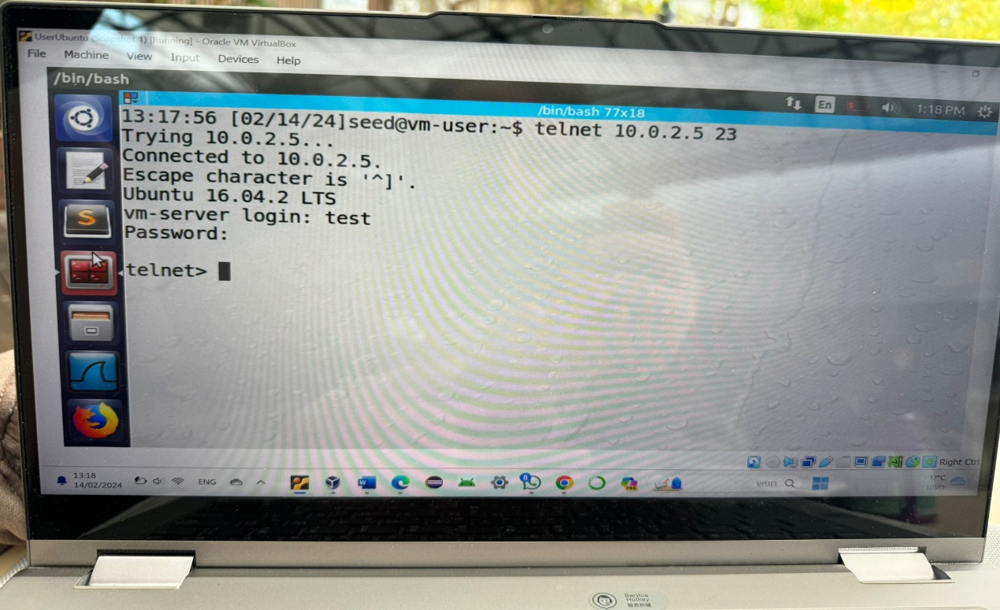 UserUbuntu (Snapshot 1) [Running] - Oracle VM VirtualBox
File Machine View Input Devices Help
/bin/bash
En 1:18 PM
/bin/bash 77x18
13:17:56 [02/14/24]seed@vm-user:~$ telnet 10.0.2.5 23
Trying 10.0.2.5...
Connected to 10.0.2.5.
Escape character is '^]'.
Ubuntu 16.04.2 LTS
vm-server login: test
Password:
telnet>
Right Ctrl
13:18
14/02/2024
ENG
W
8
PRE
חפש
17°C
מעונן
Service
Hotkey